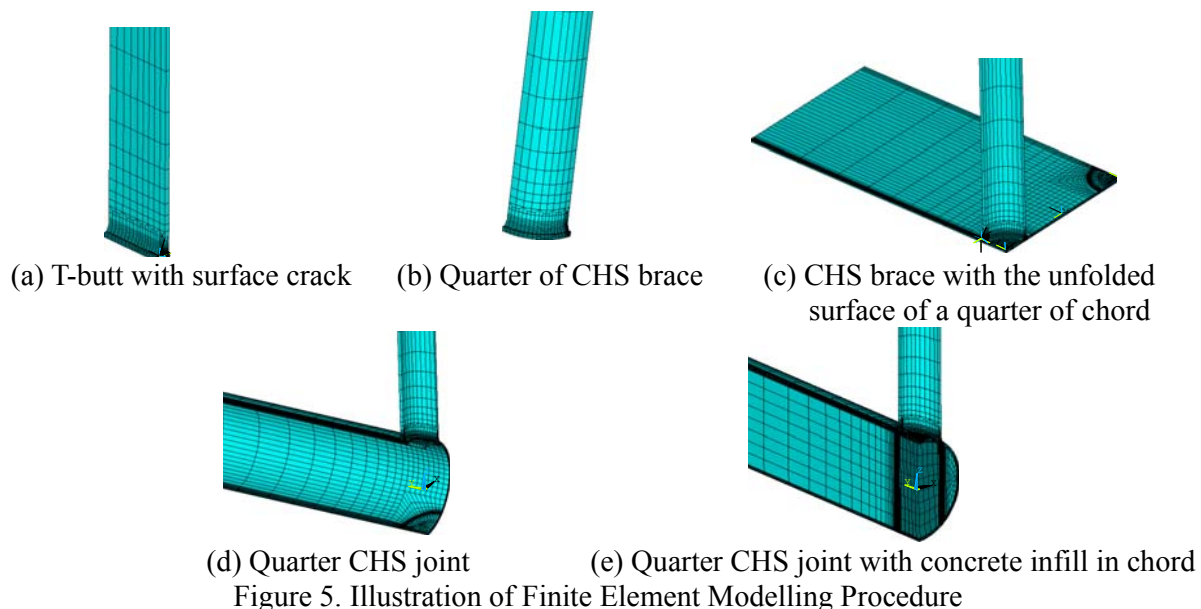 (a) T-butt with surface crack
(b) Quarter of CHS brace
(c) CHS brace with the unfolded
surface of a quarter of chord
(d) Quarter CHS joint
(e) Quarter CHS joint with concrete infill in chord
Figure 5. Illustration of Finite Element Modelling Procedure